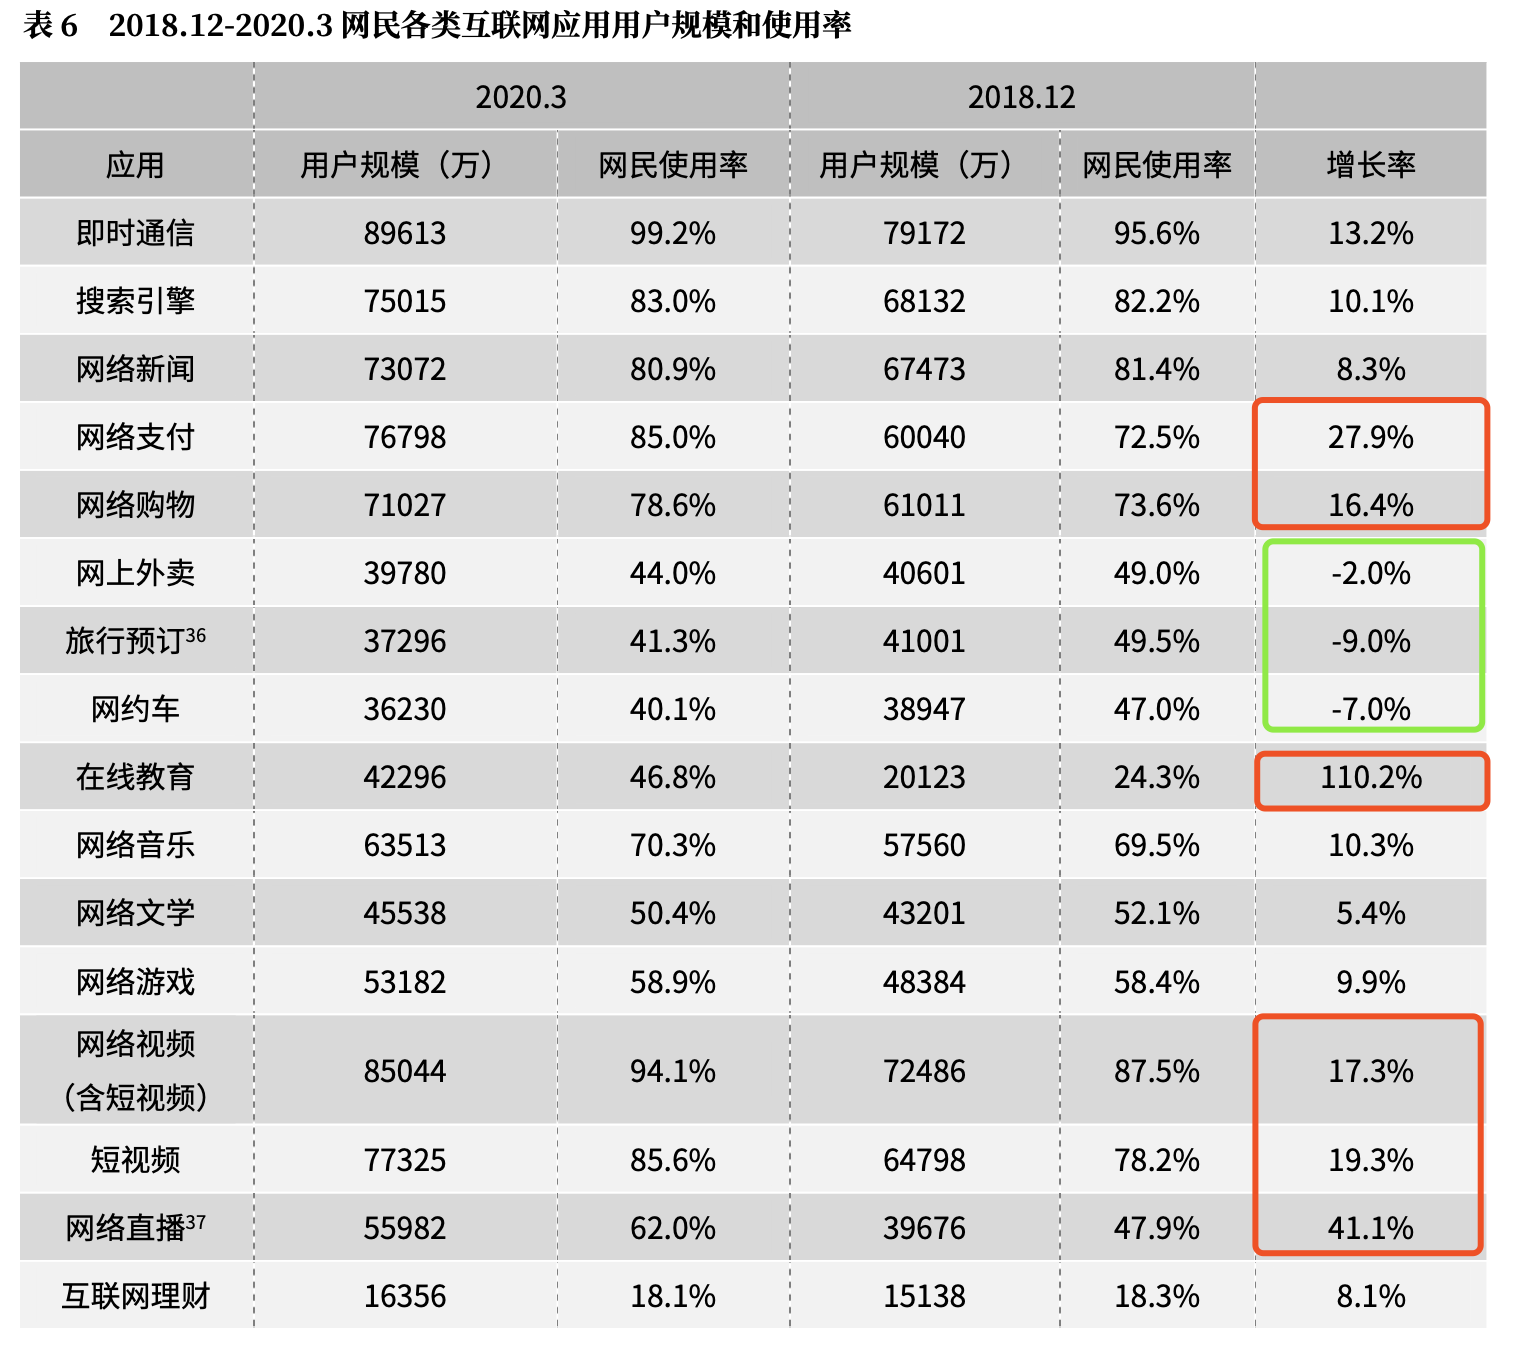 表 6 2018.12-2020.3 网民各类互联网应用用户规模和使用率
2020.3 2018.12
应用 用户规模（万） 网民使用率 用户规模（万） 网民使用率 增长率
即时通信 89613 99.2% 79172 95.6% 13.2%
搜索引擎 75015 83.0% 68132 82.2% 10.1%
网络新闻 73072 80.9% 67473 81.4% 8.3%
网络支付 76798 85.0% 60040 72.5% 27.9%
网络购物 71027 78.6% 61011 73.6% 16.4%
网上外卖 39780 44.0% 40601 49.0% -2.0%
旅行预订36 37296 41.3% 41001 49.5% -9.0%
网约车 36230 40.1% 38947 47.0% -7.0%
在线教育 42296 46.8% 20123 24.3% 110.2%
网络音乐 63513 70.3% 57560 69.5% 10.3%
网络文学 45538 50.4% 43201 52.1% 5.4%
网络游戏 53182 58.9% 48384 58.4% 9.9%
网络视频
（含短视频） 85044 94.1% 72486 87.5% 17.3%
短视频 77325 85.6% 64798 78.2% 19.3%
网络直播37 55982 62.0% 39676 47.9% 41.1%
互联网理财 16356 18.1% 15138 18.3% 8.1%